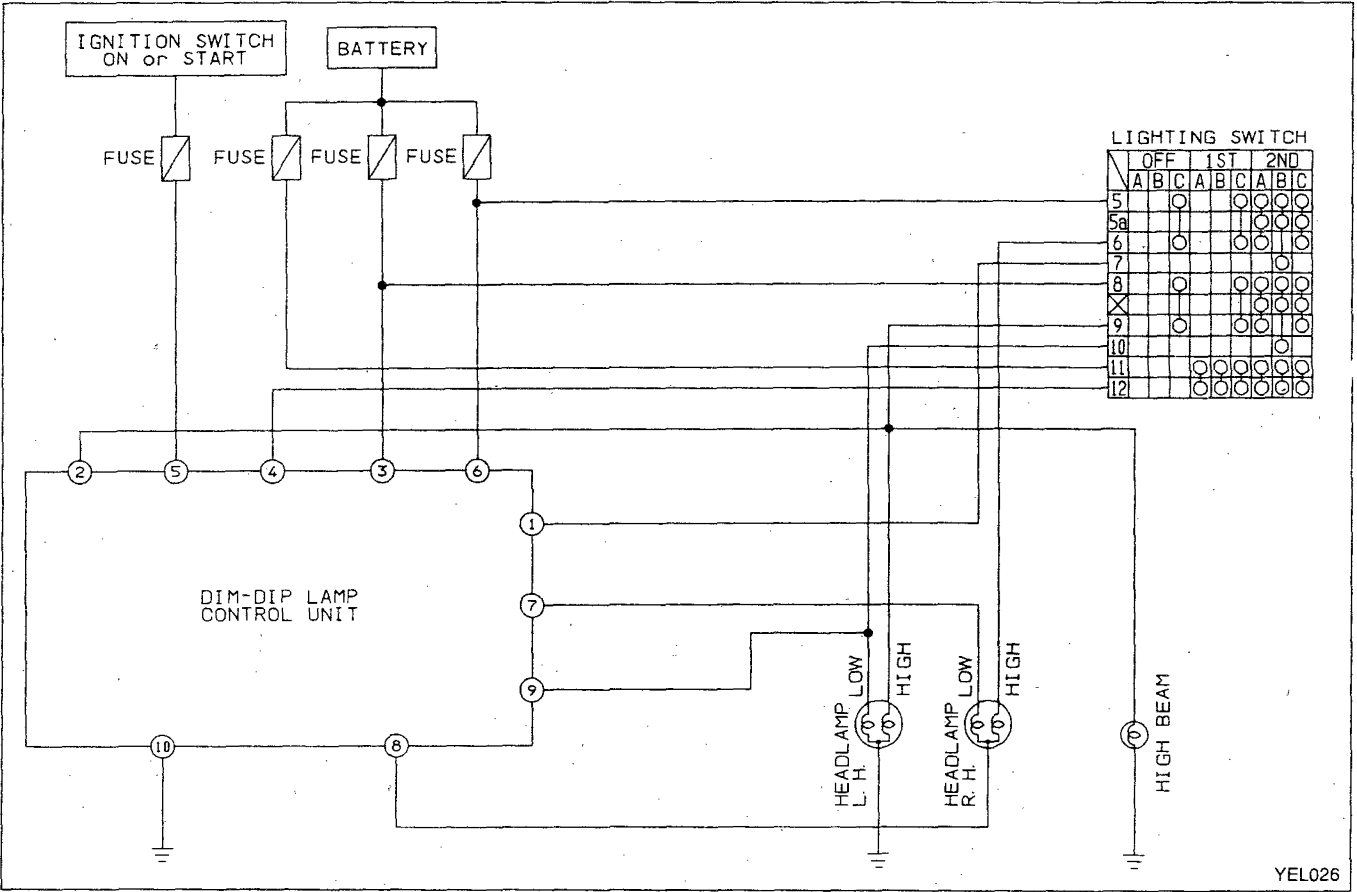 IGNITION SWITCH
ON or START
BATTERY
FUSE
FUSE
FUSE
FUSE
LIGHTING SWITCH
OFF 1ST 2ND
A B C A B C A B C
5
5a
6
7
8
9
10
11
12
2 5 4 3 6
1
7
9
10 8
DIM-DIP LAMP
CONTROL UNIT
LOW
HIGH
HEADLAMP
L. H.
LOW
HIGH
HEADLAMP
R. H.
HIGH BEAM
YEL026